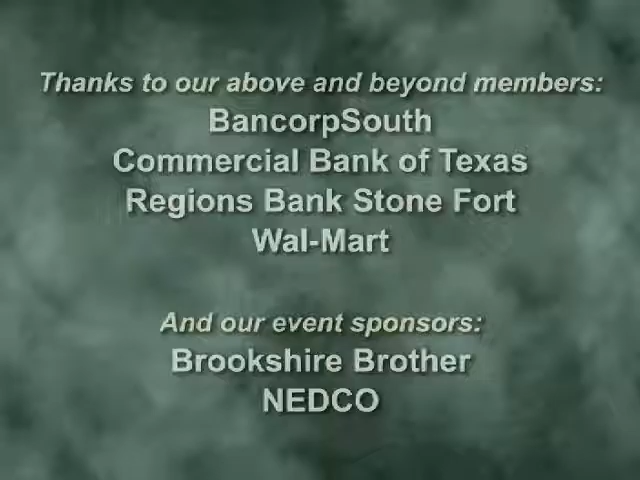 Thanks to our above and beyond members:
BancorpSouth
Commercial Bank of Texas
Regions Bank Stone Fort
Wal-Mart
And our event sponsors:
Brookshire Brother
NEDCO